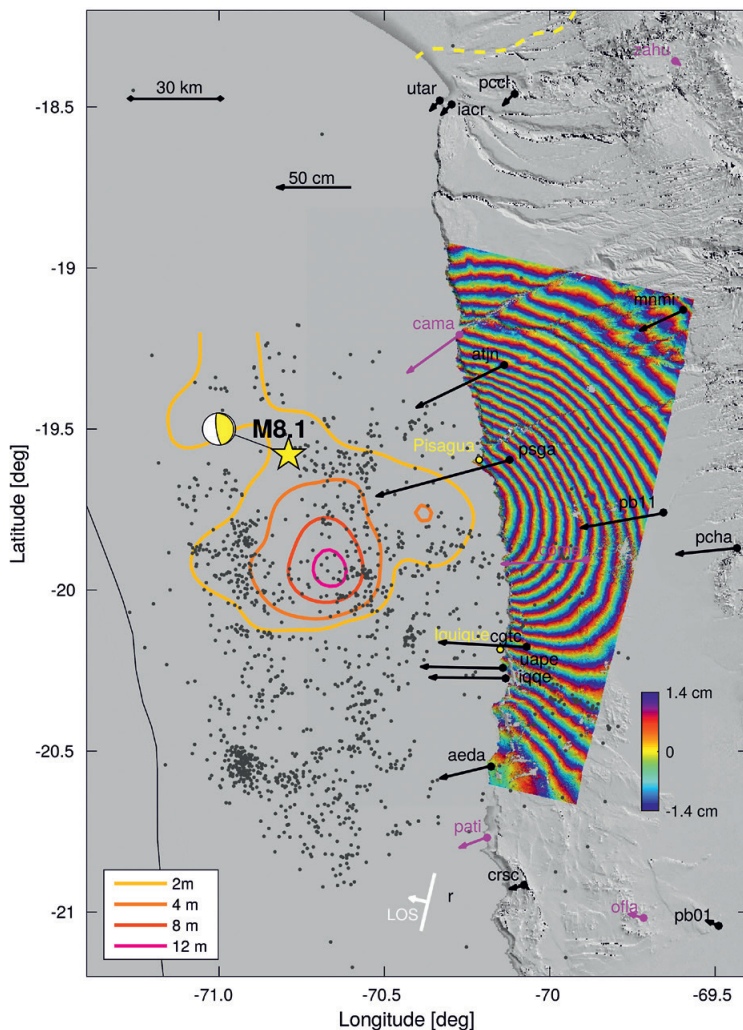 zahu
-18.5
30 km
utar
iacr
pccl
50 cm
-19
mnmi
cama
atjn
-19.5
M8.1
Pisagua
psga
pb11
pcha
Latitude [deg]
-20
Iquique
cgtc
uape
iqqe
1.4 cm
0
-1.4 cm
-20.5
aeda
pati
2m
4 m
8 m
12 m
LOS
r
crsc
ofla
pb01
-21
-71.0
-70.5
-70
-69.5
Longitude [deg]